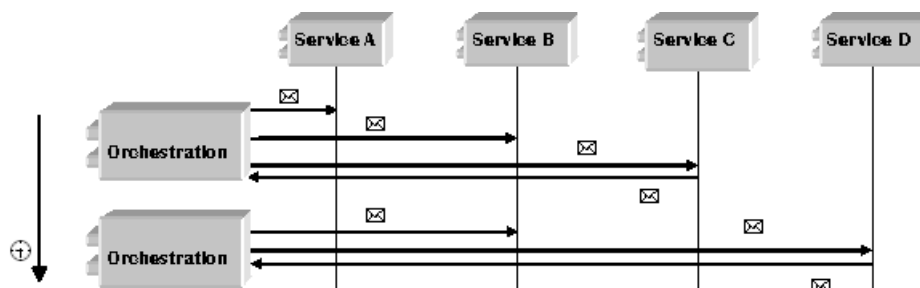 Service A
Service B
Service C
Service D
Orchestration
Orchestration